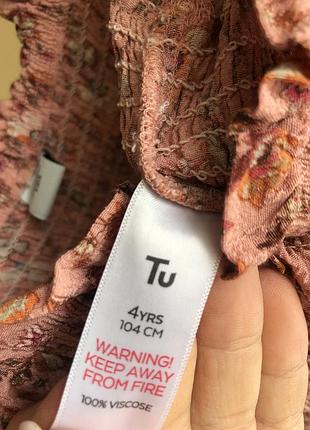 Tu
4YRS
104 CM
WARNING!
KEEP AWAY
FROM FIRE
100% VISCOSE